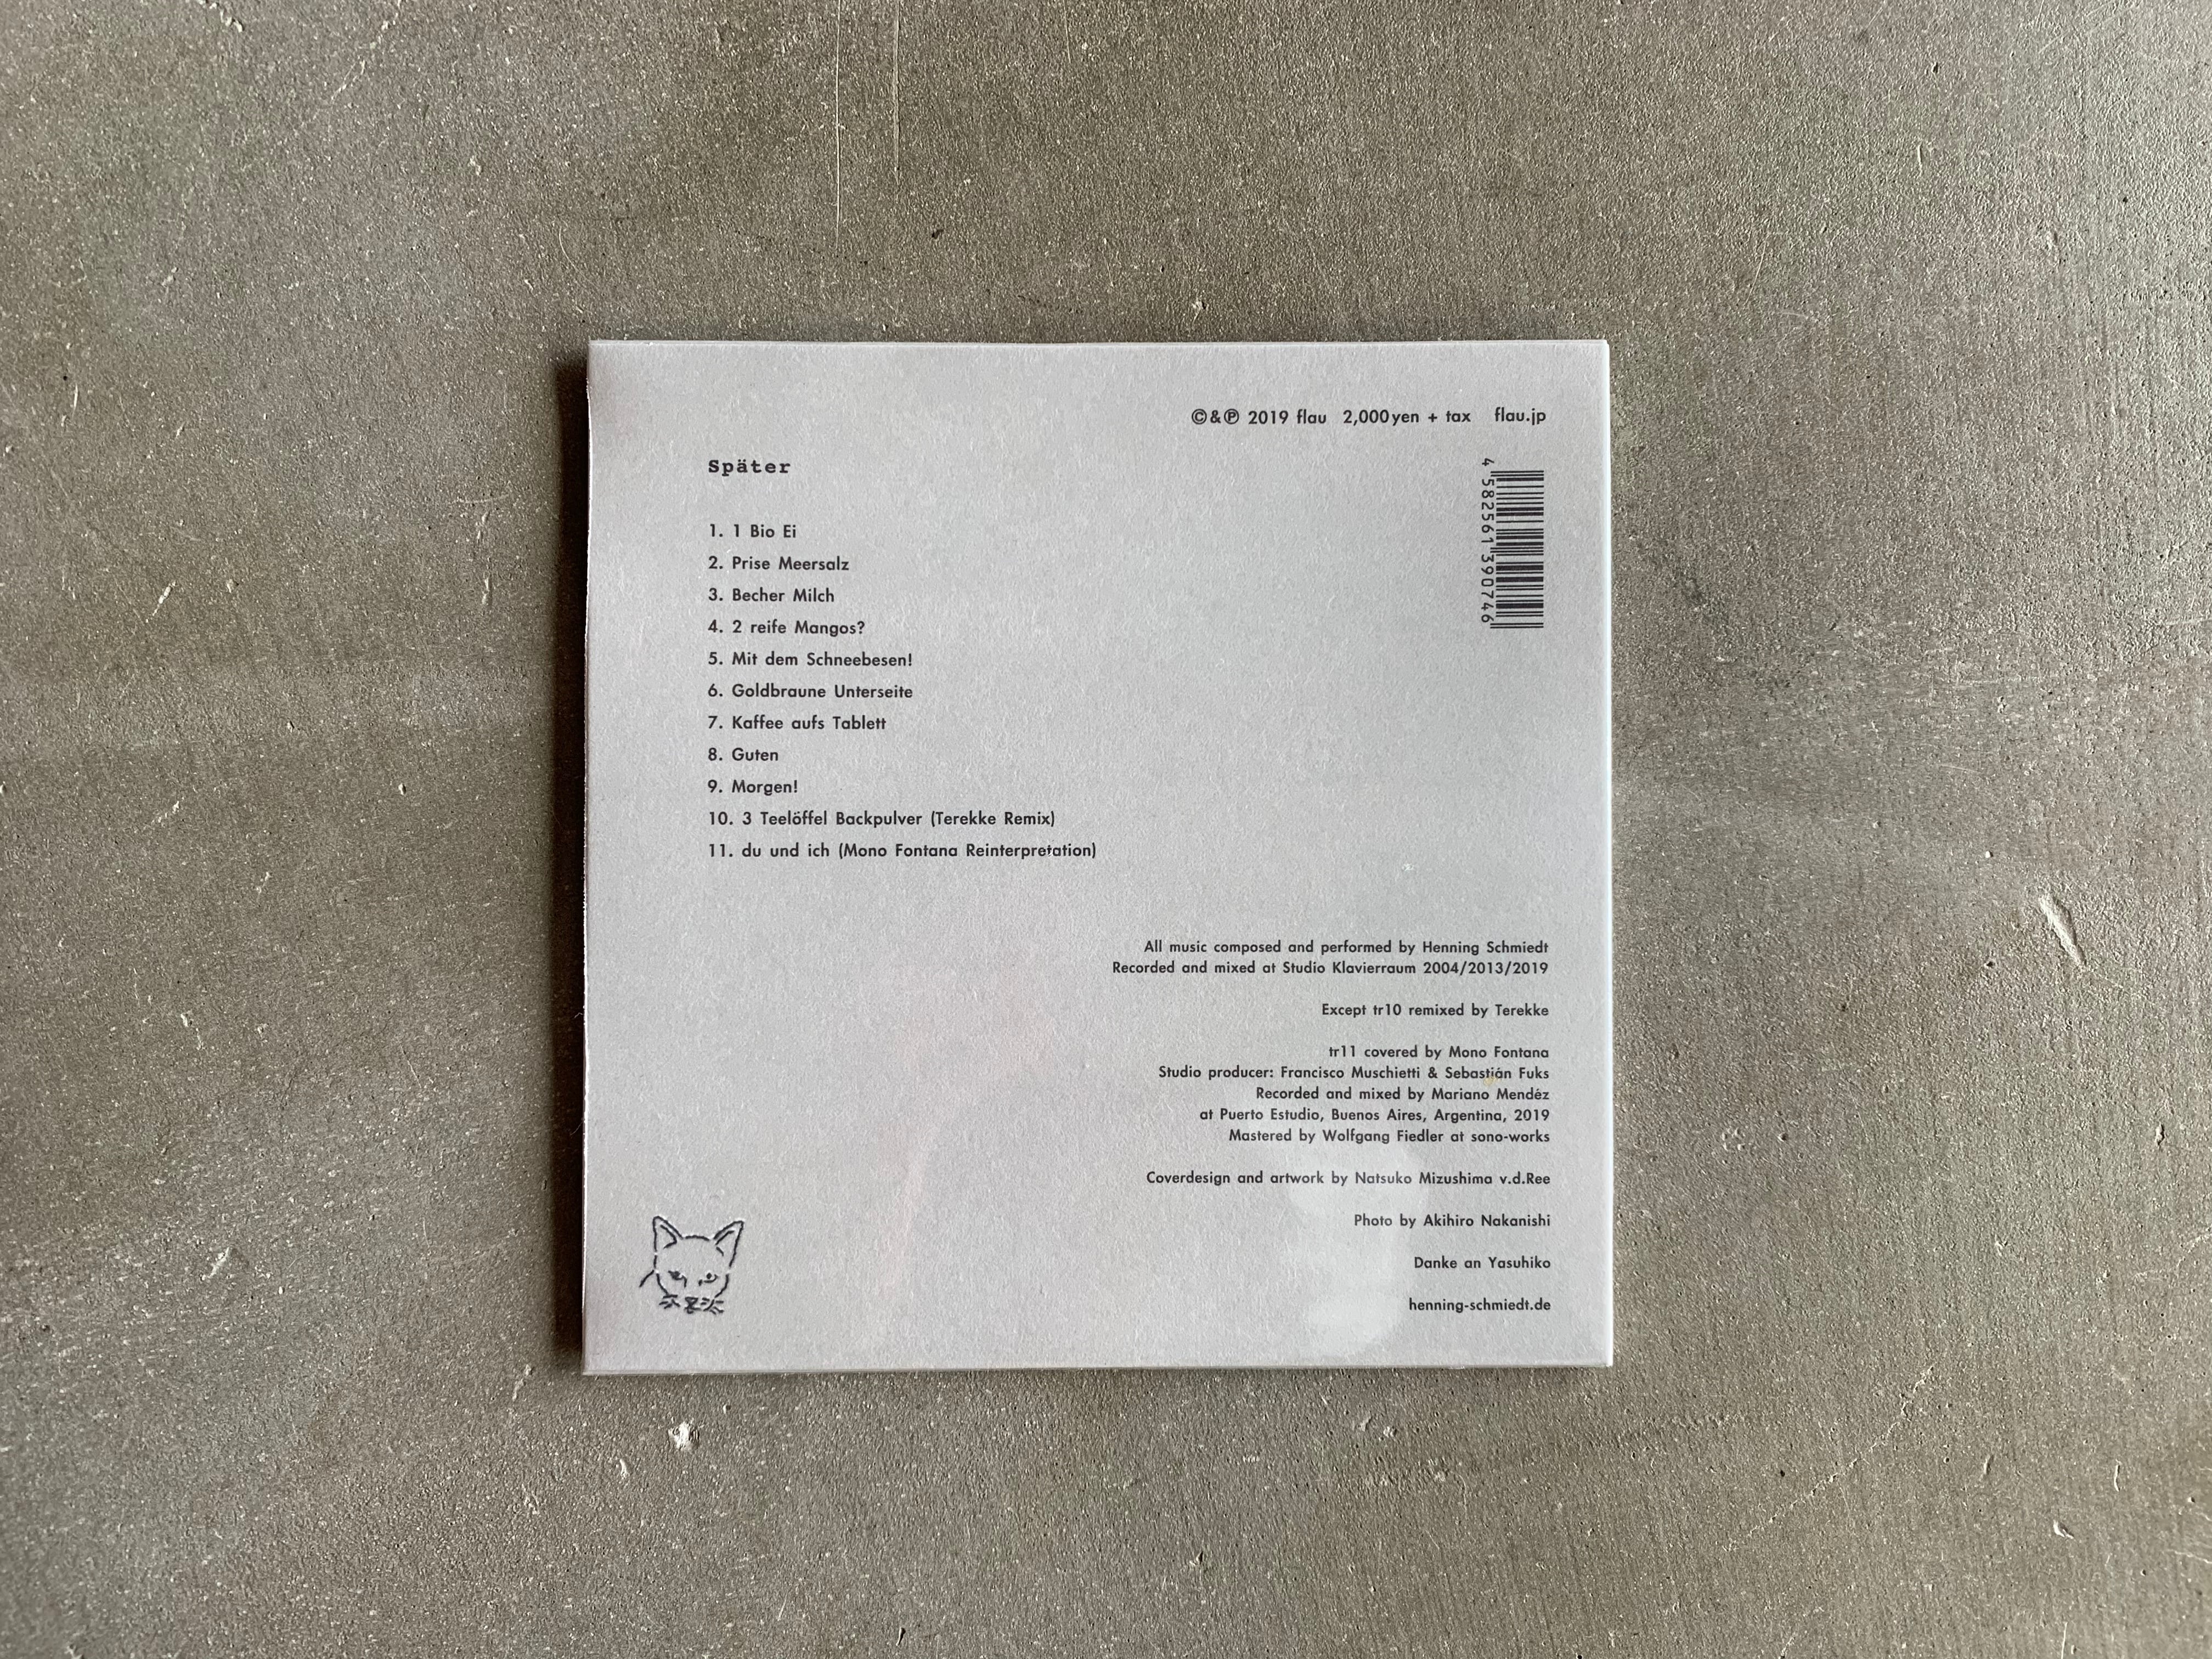 ©&℗ 2019 flau 2,000yen + tax flau.jp
Später
4 582561 390746
1. 1 Bio Ei
2. Prise Meersalz
3. Becher Milch
4. 2 reife Mangos?
5. Mit dem Schneebesen!
6. Goldbraune Unterseite
7. Kaffee aufs Tablett
8. Guten
9. Morgen!
10. 3 Teelöffel Backpulver (Terekke Remix)
11. du und ich (Mono Fontana Reinterpretation)
All music composed and performed by Henning Schmiedt
Recorded and mixed at Studio Klavierraum 2004/2013/2019
Except tr10 remixed by Terekke
tr11 covered by Mono Fontana
Studio producer: Francisco Muschietti & Sebastián Fuks
Recorded and mixed by Mariano Mendéz
at Puerto Estudio, Buenos Aires, Argentina, 2019
Mastered by Wolfgang Fiedler at sono-works
Coverdesign and artwork by Natsuko Mizushima v.d.Ree
Photo by Akihiro Nakanishi
Danke an Yasuhiko
henning-schmiedt.de